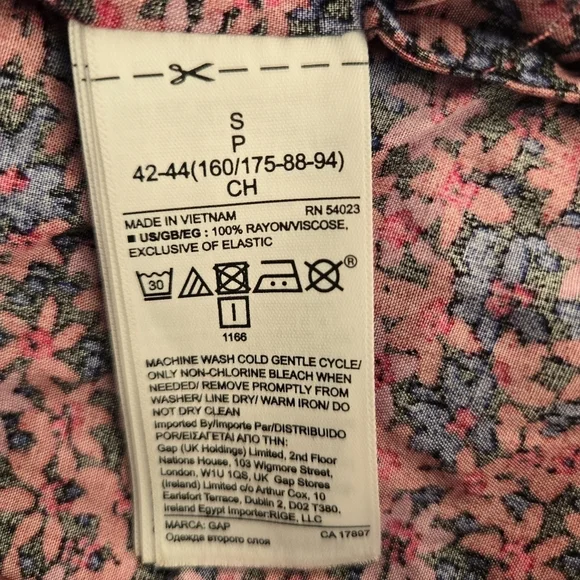 S
P
42-44(160/175-88-94)
CH
MADE IN VIETNAM RN 54023
■ US/GB/EG : 100% RAYON/VISCOSE,
EXCLUSIVE OF ELASTIC
30
®
I
1166
MACHINE WASH COLD GENTLE CYCLE/
ONLY NON-CHLORINE BLEACH WHEN
NEEDED/ REMOVE PROMPTLY FROM
WASHER/ LINE DRY/ WARM IRON/ DO
NOT DRY CLEAN
Imported By/Importe Par/DISTRIBUIDO
POR/ΕΙΣΑΓΕΤΑΙ ΑΠΟ ΤΗΝ:
Gap (UK Holdings) Limited, 2nd Floor
Nations House, 103 Wigmore Street,
London, W1U 1QS, UK Gap Stores
(Ireland) Limited c/o Arthur Cox, 10
Earlsfort Terrace, Dublin 2, D02 T380,
Ireland Egypt Importer:RIGE, LLC
MARCA: GAP
Одежда второго слоя CA 17897